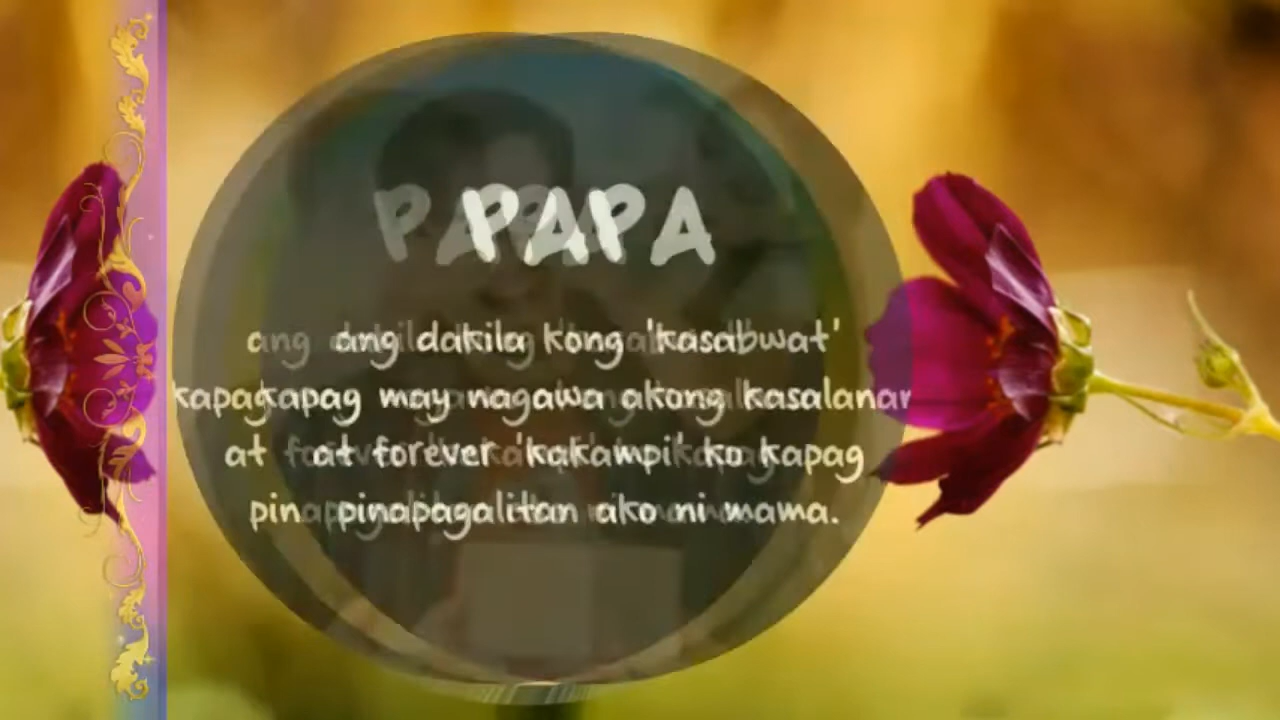 PAPA
ang dakila kong 'kasabwat'
kapag may nagawa akong kasalanan
at forever 'kakampi' ko kapag
pinapagalitan ako ni mama.